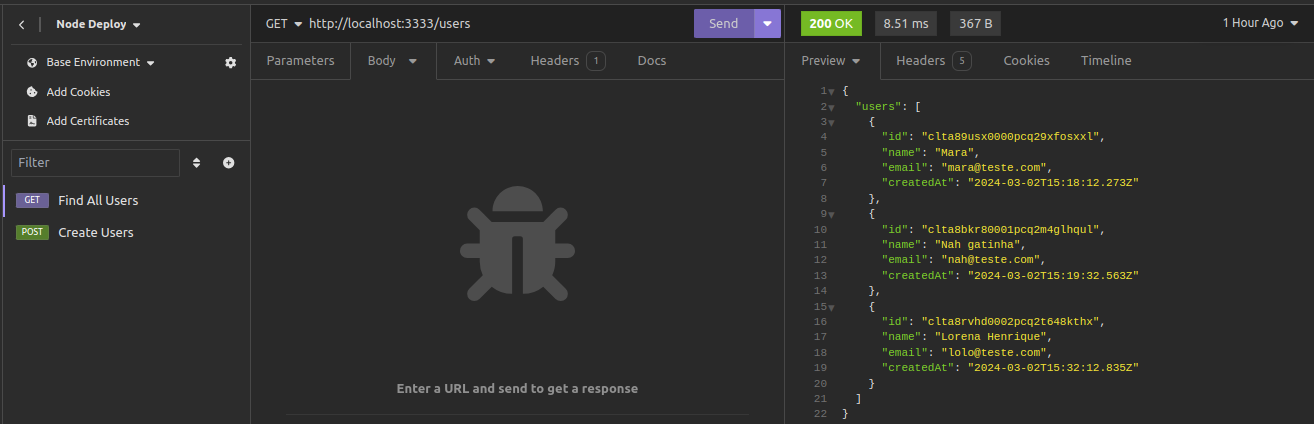 Node Deploy
Base Environment
Add Cookies
Add Certificates
Filter
GET Find All Users
POST Create Users
GET http://localhost:3333/users Send
Parameters Body Auth Headers 1 Docs
Enter a URL and send to get a response
200 OK 8.51 ms 367 B 1 Hour Ago
Preview Headers 5 Cookies Timeline
1 {
2 "users": [
3 {
4 "id": "clta89usx0000pcq29xfosxxl",
5 "name": "Mara",
6 "email": "mara@teste.com",
7 "createdAt": "2024-03-02T15:18:12.273Z"
8 },
9 {
10 "id": "clta8bkr80001pcq2m4glhqul",
11 "name": "Nah gatinha",
12 "email": "nah@teste.com",
13 "createdAt": "2024-03-02T15:19:32.563Z"
14 },
15 {
16 "id": "clta8rvhd0002pcq2t648kthx",
17 "name": "Lorena Henrique",
18 "email": "lolo@teste.com",
19 "createdAt": "2024-03-02T15:32:12.835Z"
20 }
21 ]
22 }